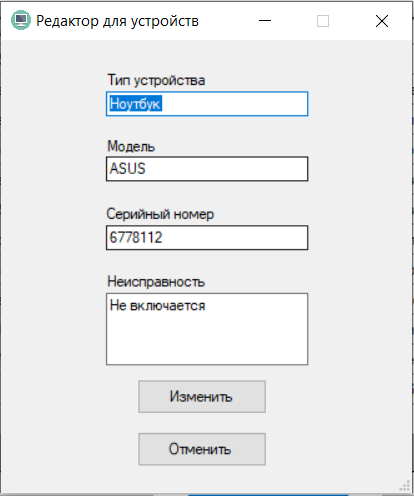 Редактор для устройств
Тип устройства
Ноутбук
Модель
ASUS
Серийный номер
6778112
Неисправность
Не включается
Изменить
Отменить